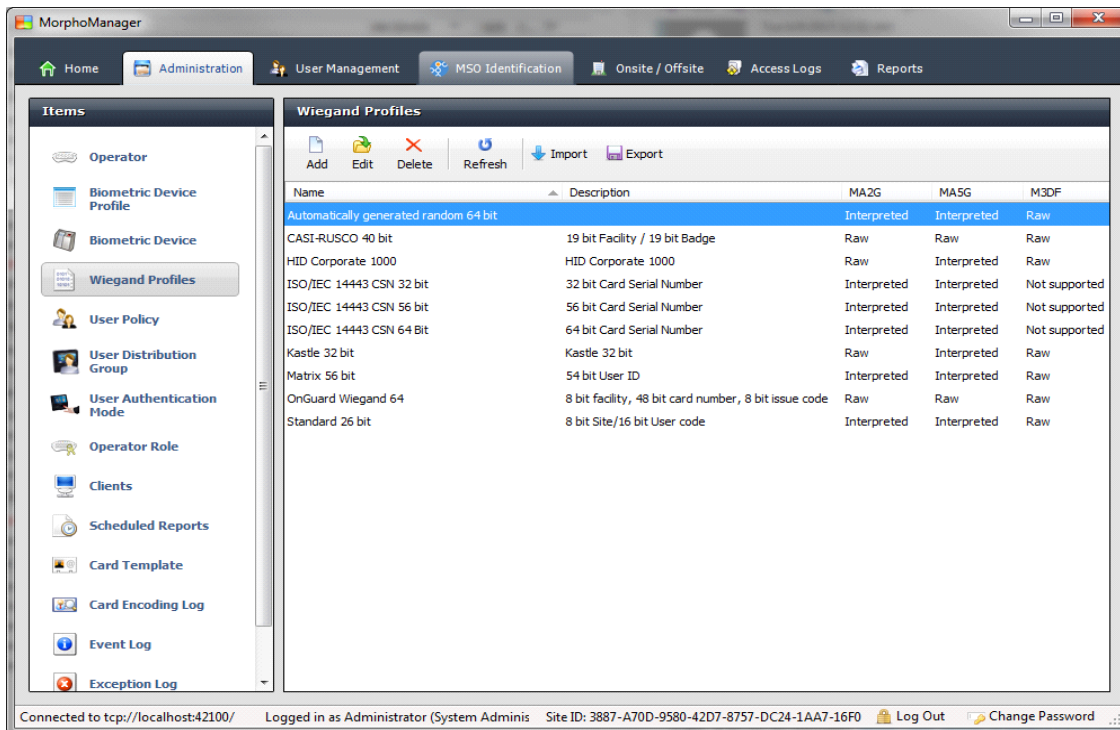 MorphoManager
Home Administration User Management MSO Identification Onsite / Offsite Access Logs Reports
Items
Operator
Biometric Device
Profile
Biometric Device
Wiegand Profiles
User Policy
User Distribution
Group
User Authentication
Mode
Operator Role
Clients
Scheduled Reports
Card Template
Card Encoding Log
Event Log
Exception Log
Wiegand Profiles
Add Edit Delete Refresh Import Export
Name Description MA2G MA5G M3DF
Automatically generated random 64 bit Interpreted Interpreted Raw
CASI-RUSCO 40 bit 19 bit Facility / 19 bit Badge Raw Raw Raw
HID Corporate 1000 HID Corporate 1000 Raw Interpreted Raw
ISO/IEC 14443 CSN 32 bit 32 bit Card Serial Number Interpreted Interpreted Not supported
ISO/IEC 14443 CSN 56 bit 56 bit Card Serial Number Interpreted Interpreted Not supported
ISO/IEC 14443 CSN 64 Bit 64 bit Card Serial Number Interpreted Interpreted Not supported
Kastle 32 bit Kastle 32 bit Raw Interpreted Raw
Matrix 56 bit 54 bit User ID Interpreted Interpreted Raw
OnGuard Wiegand 64 8 bit facility, 48 bit card number, 8 bit issue code Raw Raw Raw
Standard 26 bit 8 bit Site/16 bit User code Interpreted Interpreted Raw
Connected to tcp://localhost:42100/ Logged in as Administrator (System Adminis Site ID: 3887-A70D-9580-42D7-8757-DC24-1AA7-16F0 Log Out Change Password